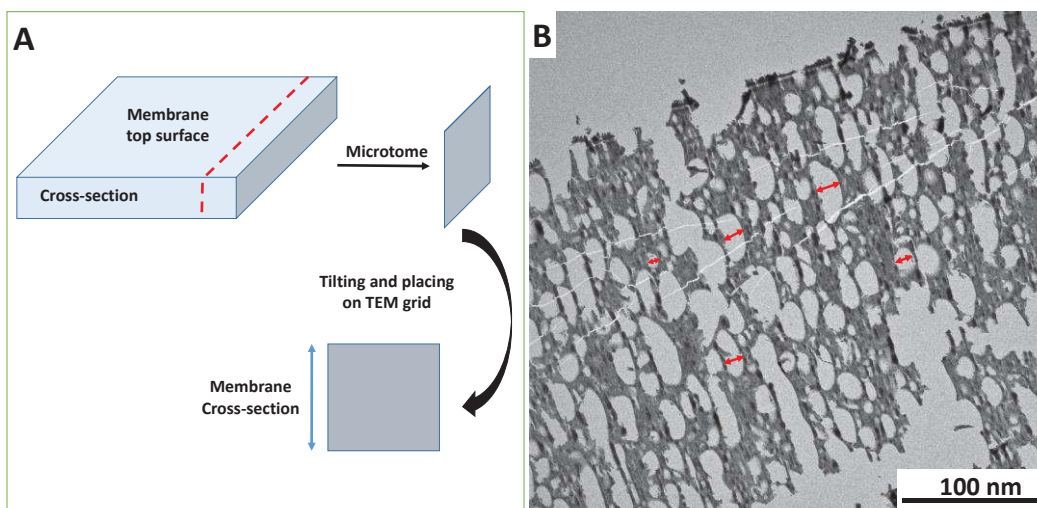 A
Membrane
top surface
Cross-section
Microtome
Tilting and placing
on TEM grid
Membrane
Cross-section
B
100 nm